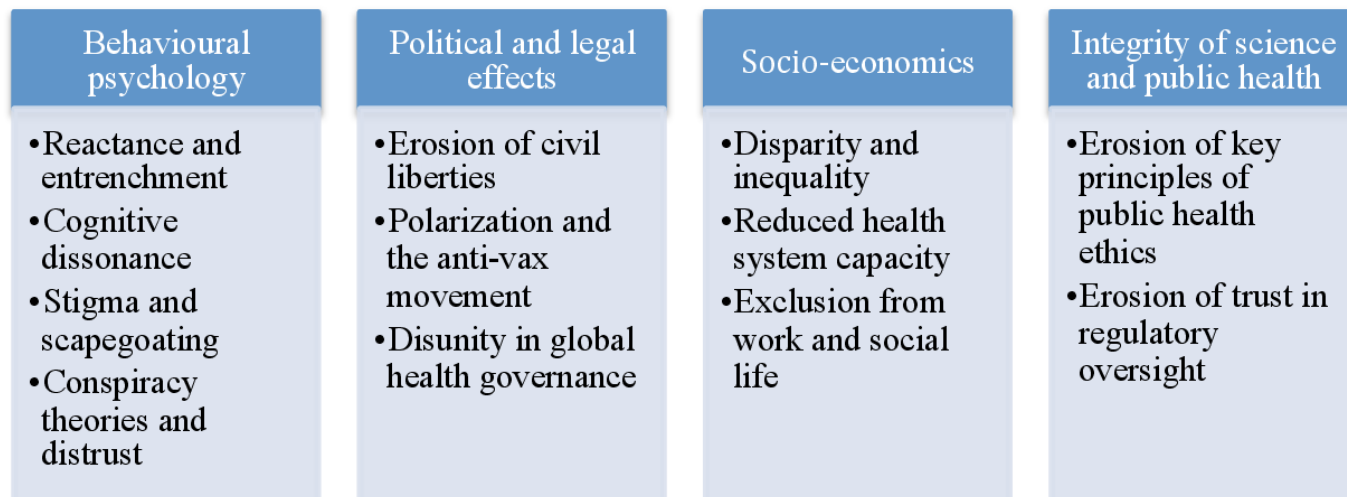 Behavioural
psychology
•Reactance and
entrenchment
•Cognitive
dissonance
•Stigma and
scapegoating
•Conspiracy
theories and
distrust
Political and legal
effects
•Erosion of civil
liberties
•Polarization and
the anti-vax
movement
•Disunity in global
health governance
Socio-economics
•Disparity and
inequality
•Reduced health
system capacity
•Exclusion from
work and social
life
Integrity of science
and public health
•Erosion of key
principles of
public health
ethics
•Erosion of trust in
regulatory
oversight